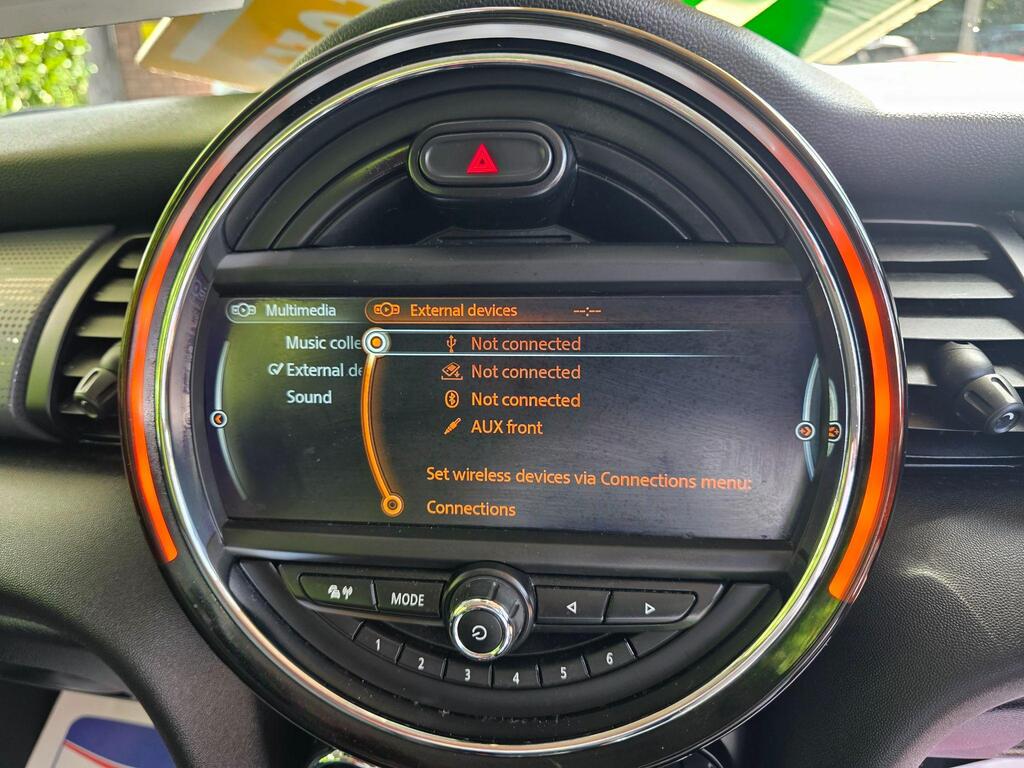 Multimedia
External devices
--:--
Music colle
External de
Sound
Not connected
Not connected
Not connected
AUX front
Set wireless devices via Connections menu:
Connections
MODE
1
2
3
4
5
6